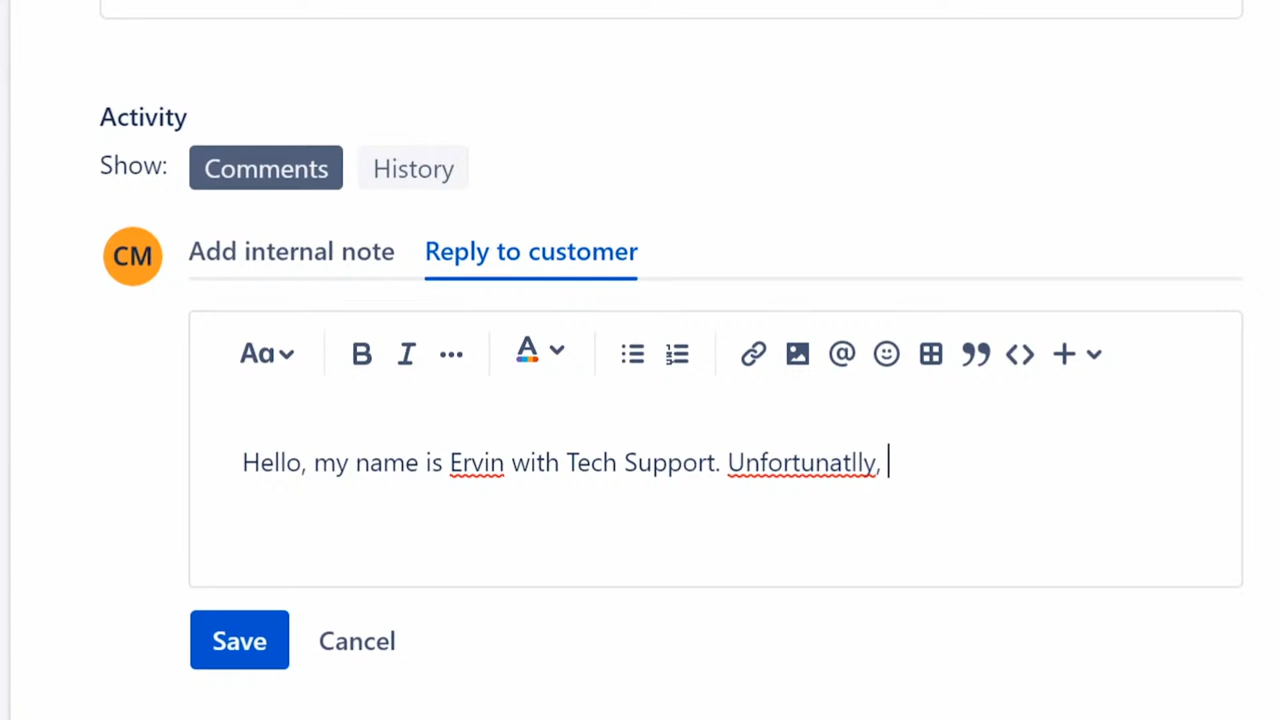 Activity
Show: Comments History
CM Add internal note Reply to customer
Aa B I ... A @ + 
Hello, my name is Ervin with Tech Support. Unfortunatlly,
Save Cancel